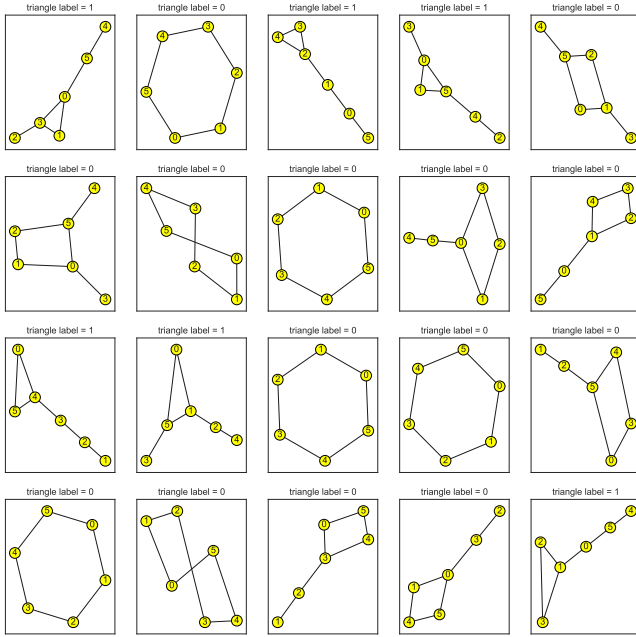 triangle label = 1 triangle label = 0 triangle label = 1 triangle label = 1 triangle label = 0
4 5 0 3 1 2
3 4 2 5 1 0
3 4 2 1 0 5
3 0 1 5 4 2
4 5 2 0 1 3
triangle label = 0 triangle label = 0 triangle label = 0 triangle label = 0 triangle label = 0
4 5 2 1 0 3
4 3 5 0 2 1
1 0 2 5 3 4
3 4 5 0 2 1
3 4 2 1 0 5
triangle label = 1 triangle label = 1 triangle label = 0 triangle label = 0 triangle label = 0
0 4 5 3 2 1
0 1 5 2 4 3
1 0 2 5 3 4
5 4 0 3 1 2
1 4 2 5 3 0
triangle label = 0 triangle label = 0 triangle label = 0 triangle label = 0 triangle label = 1
5 0 4 1 3 2
2 1 5 0 4 3
5 0 4 3 2 1
2 3 0 1 5 4
4 5 2 0 1 3